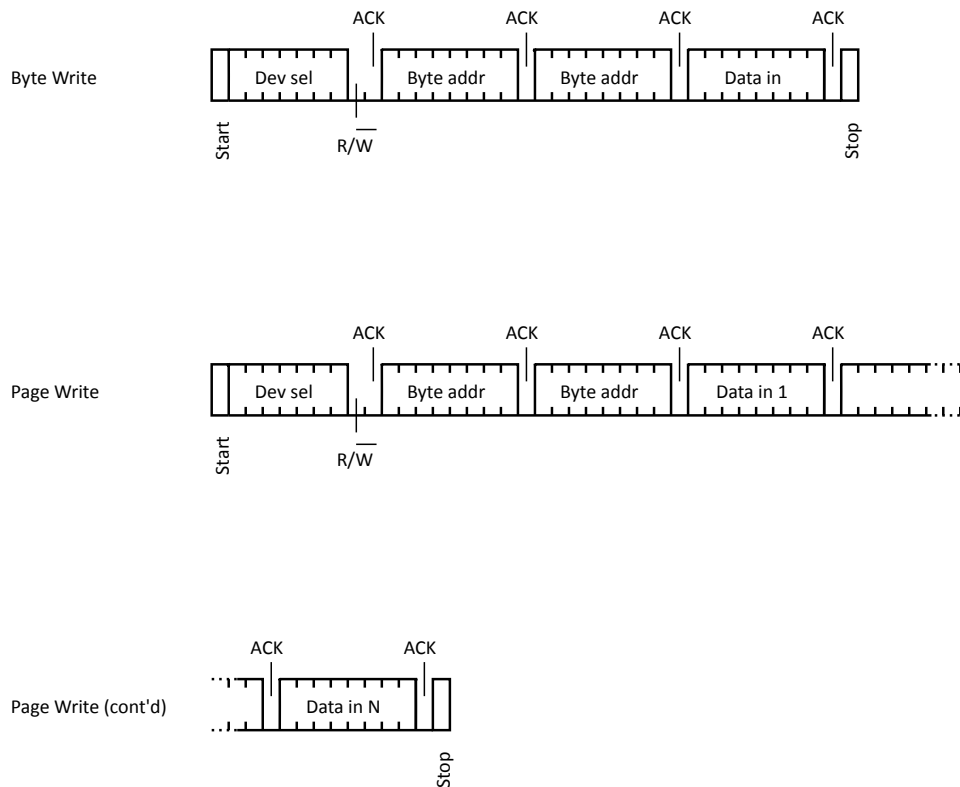 ACK ACK ACK ACK
Byte Write Dev sel Byte addr Byte addr Data in
Start R/W̅ Stop
ACK ACK ACK ACK
Page Write Dev sel Byte addr Byte addr Data in 1
Start R/W̅
ACK ACK
Page Write (cont'd) Data in N
Stop